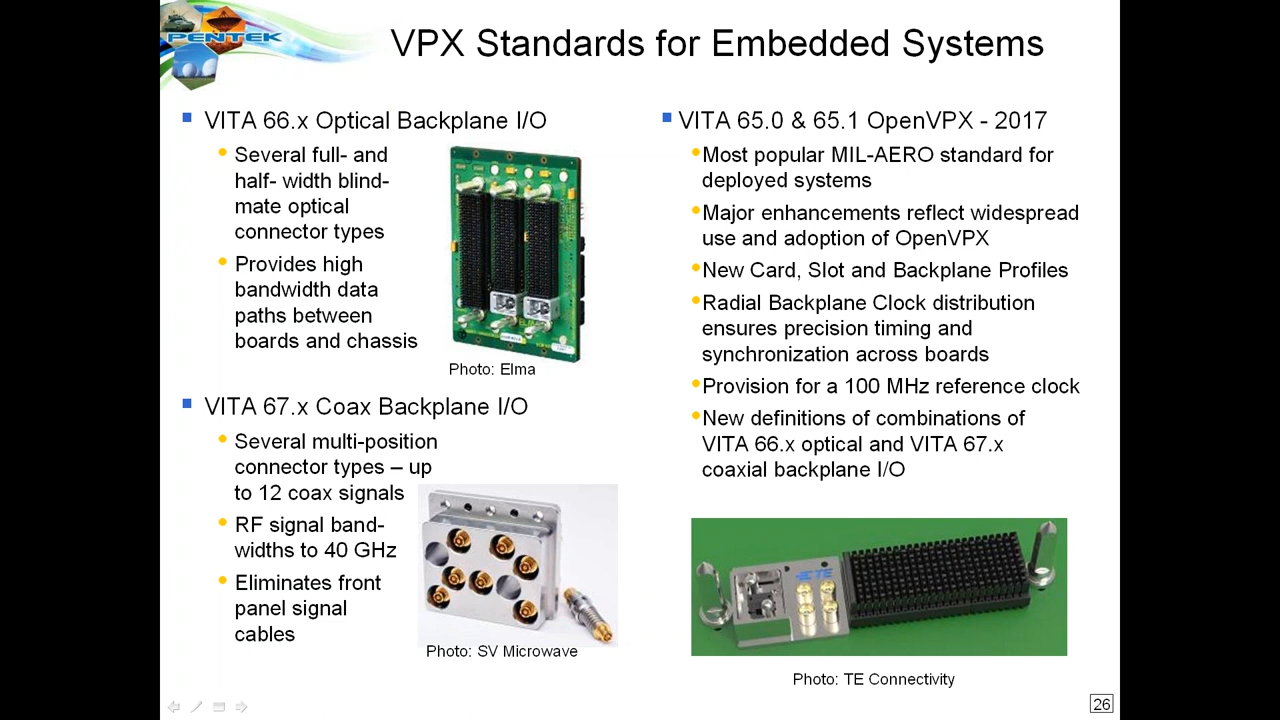 PENTEK
VPX Standards for Embedded Systems
VITA 66.x Optical Backplane I/O
Several full- and
half- width blind-
mate optical
connector types
Provides high
bandwidth data
paths between
boards and chassis
Photo: Elma
VITA 67.x Coax Backplane I/O
Several multi-position
connector types – up
to 12 coax signals
RF signal band-
widths to 40 GHz
Eliminates front
panel signal
cables
Photo: SV Microwave
VITA 65.0 & 65.1 OpenVPX - 2017
Most popular MIL-AERO standard for
deployed systems
Major enhancements reflect widespread
use and adoption of OpenVPX
New Card, Slot and Backplane Profiles
Radial Backplane Clock distribution
ensures precision timing and
synchronization across boards
Provision for a 100 MHz reference clock
New definitions of combinations of
VITA 66.x optical and VITA 67.x
coaxial backplane I/O
TE
Photo: TE Connectivity
26